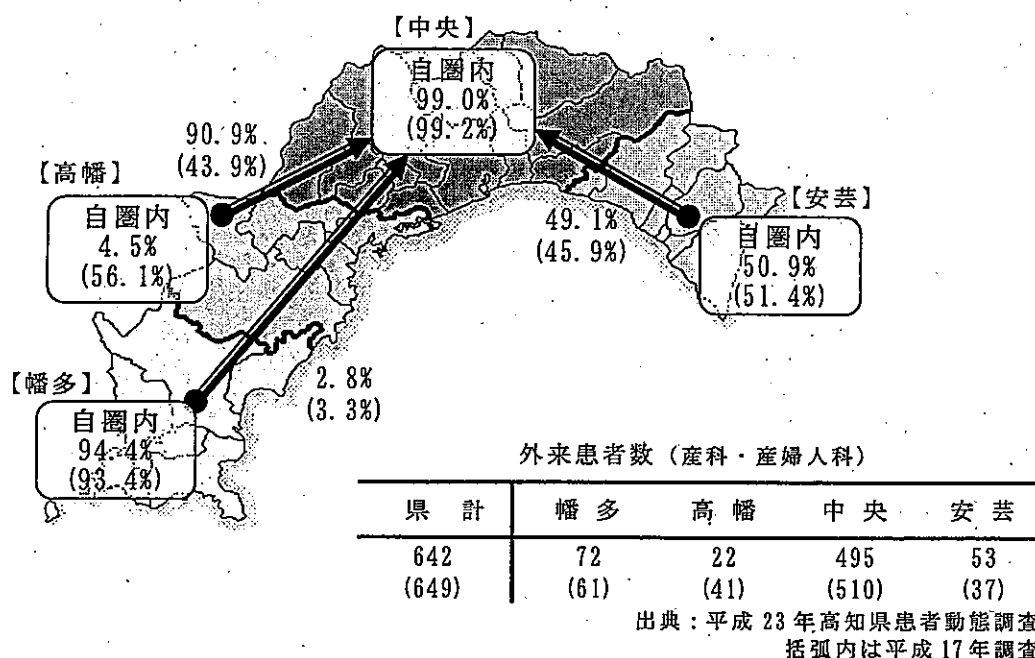 【中央】
自圏内
99.0%
(99.2%)
90.9%
(43.9%)
【高幡】
自圏内
4.5%
(56.1%)
49.1%
(45.9%)
【安芸】
自圏内
50.9%
(51.4%)
【幡多】
自圏内
94.4%
(93.4%)
2.8%
(3.3%)
外来患者数(産科・産婦人科)
県計 幡多 高幡 中央 安芸
642 72 22 495 53
(649) (61) (41) (510) (37)
出典:平成23年高知県患者動態調査
括弧内は平成17年調査